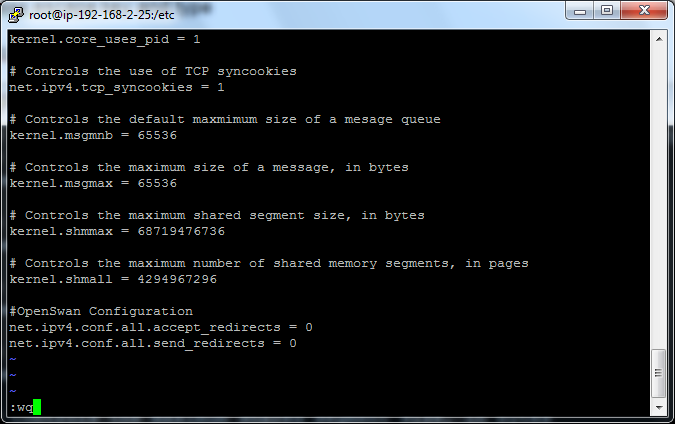 root@ip-192-168-2-25:/etc
kernel.core_uses_pid = 1
# Controls the use of TCP syncookies
net.ipv4.tcp_syncookies = 1
# Controls the default maxmimum size of a mesage queue
kernel.msgmnb = 65536
# Controls the maximum size of a message, in bytes
kernel.msgmax = 65536
# Controls the maximum shared segment size, in bytes
kernel.shmmax = 68719476736
# Controls the maximum number of shared memory segments, in pages
kernel.shmall = 4294967296
#OpenSwan Configuration
net.ipv4.conf.all.accept_redirects = 0
net.ipv4.conf.all.send_redirects = 0
~
~
~
:wq